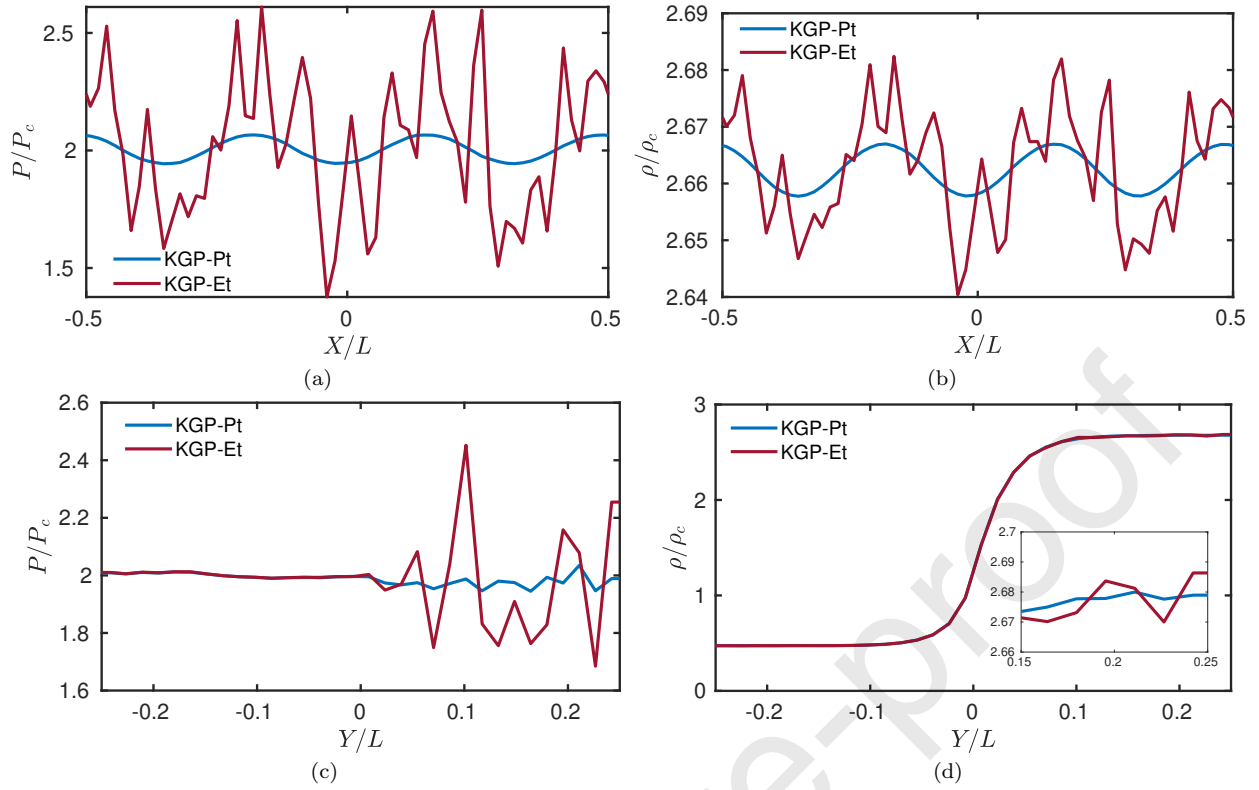 2.5
2
1.5
P/P_c
KGP-Pt
KGP-Et
-0.5
0
0.5
X/L
(a)
2.69
2.68
2.67
2.66
2.65
2.64
ρ/ρ_c
KGP-Pt
KGP-Et
-0.5
0
0.5
X/L
(b)
2.6
2.4
2.2
2
1.8
1.6
P/P_c
KGP-Pt
KGP-Et
-0.2
-0.1
0
0.1
0.2
Y/L
(c)
3
2
1
0
ρ/ρ_c
KGP-Pt
KGP-Et
2.7
2.69
2.68
2.67
2.66
0.15
0.2
0.25
-0.2
-0.1
0
0.1
0.2
Y/L
(d)
e-proof